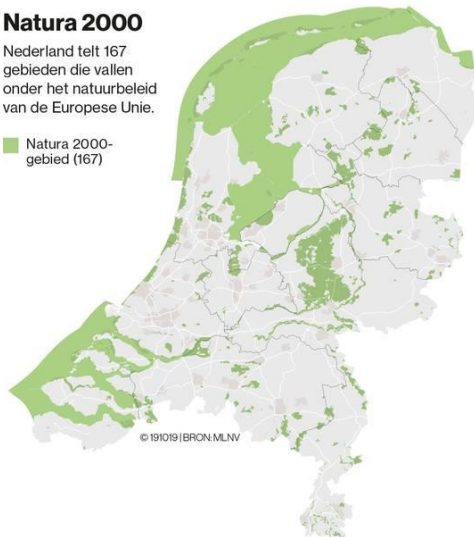 Natura 2000
Nederland telt 167
gebieden die vallen
onder het natuurbeleid
van de Europese Unie.
Natura 2000-
gebied (167)
© 191019 | BRON: MLNV